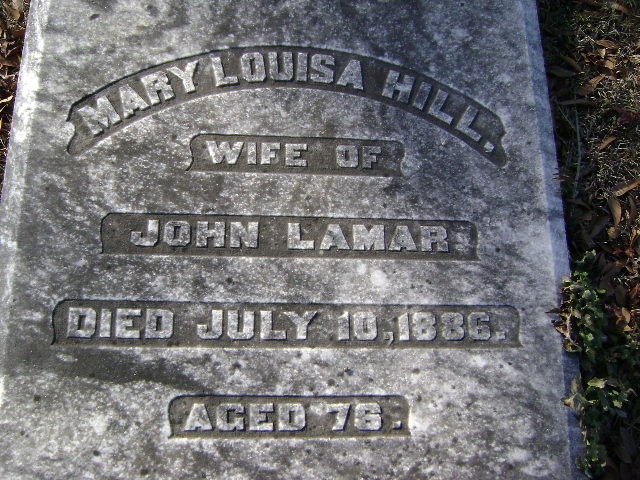 MARY LOUISA HILL,
WIFE OF
JOHN LAMAR:
DIED JULY 10, 1886.
AGED 76.